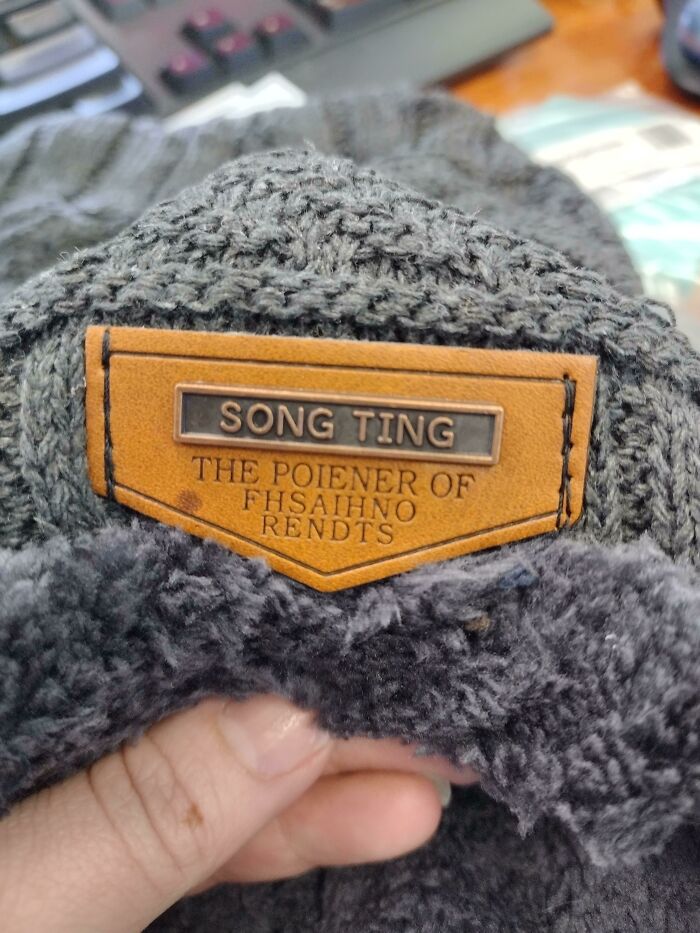 SONG TING
THE POIENER OF
FHSAIHNO
RENDTS